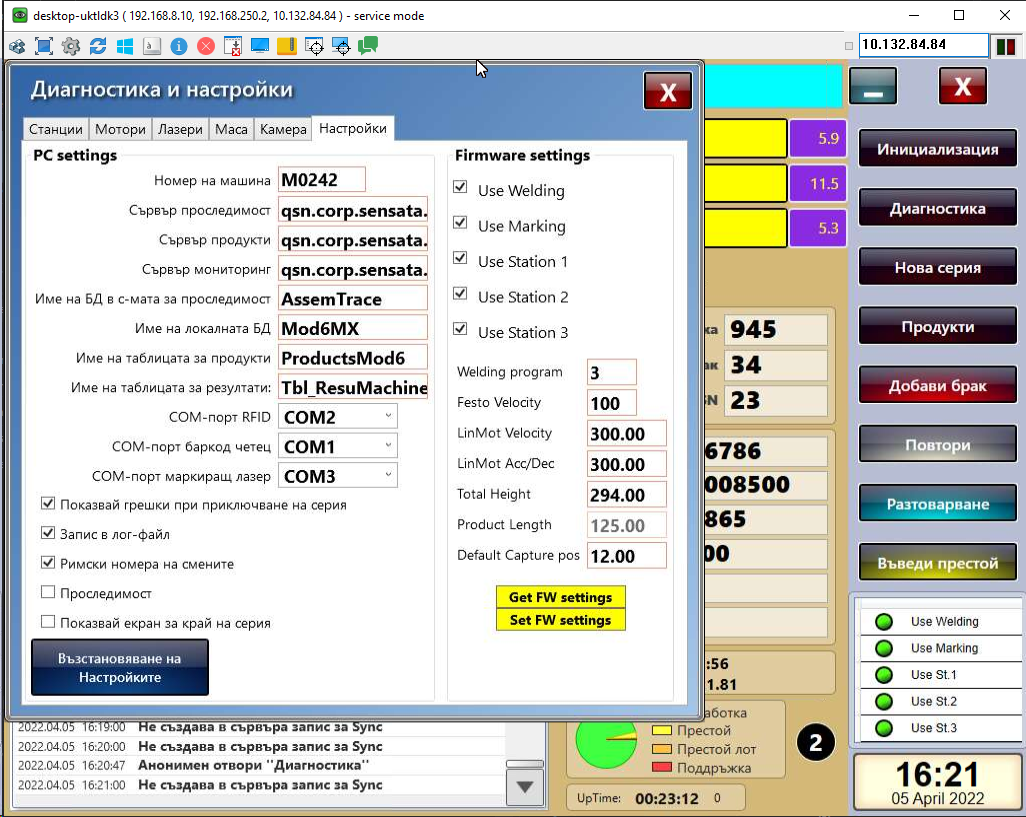 desktop-uktldk3 ( 192.168.8.10, 192.168.250.2, 10.132.84.84 ) - service mode
10.132.84.84
Диагностика и настройки
X
X
Станции Мотори Лазери Маса Камера Настройки
PC settings
Номер на машина M0242
Сървър проследимост qsn.corp.sensata.
Сървър продукти qsn.corp.sensata.
Сървър мониторинг qsn.corp.sensata.
Име на БД в с-мата за проследимост AssemTrace
Име на локалната БД Mod6MX
Име на таблицата за продукти ProductsMod6
Име на таблицата за резултати: Tbl_ResuMachine
COM-порт RFID COM2
COM-порт баркод четец COM1
COM-порт маркиращ лазер COM3
Показвай грешки при приключване на серия
Запис в лог-файл
Римски номера на смените
Проследимост
Показвай екран за край на серия
Възстановяване на
Настройките
Firmware settings
Use Welding
Use Marking
Use Station 1
Use Station 2
Use Station 3
Welding program 3
Festo Velocity 100
LinMot Velocity 300.00
LinMot Acc/Dec 300.00
Total Height 294.00
Product Length 125.00
Default Capture pos 12.00
Get FW settings
Set FW settings
5.9
11.5
5.3
ка 945
ак 34
SN 23
6786
008500
865
00
:56
1.81
Инициализация
Диагностика
Нова серия
Продукти
Добави брак
Повтори
Разтоварване
Въведи престой
Use Welding
Use Marking
Use St.1
Use St.2
Use St.3
2022.04.05 16:19:00 Не създава в сървъра запис за Sync
2022.04.05 16:20:00 Не създава в сървъра запис за Sync
2022.04.05 16:20:47 Анонимен отвори ''Диагностика''
2022.04.05 16:21:00 Не създава в сървъра запис за Sync
аботка
Престой
Престой лот
Поддръжка
2
UpTime: 00:23:12 0
16:21
05 April 2022